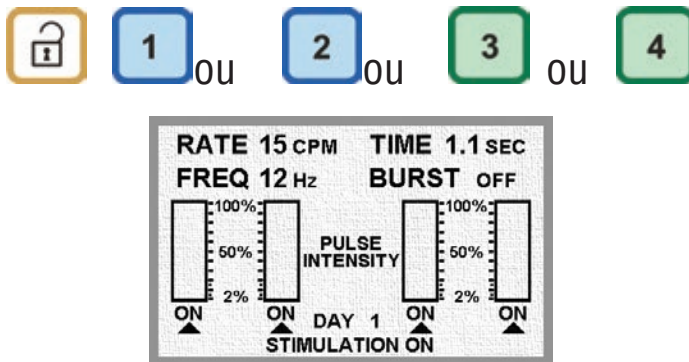 1 ou 2 ou 3 ou 4
RATE 15 CPM TIME 1.1 SEC
FREQ 12 Hz BURST OFF
100% 100%
50% PULSE INTENSITY 50%
2% 2%
ON ON DAY 1 ON ON
STIMULATION ON